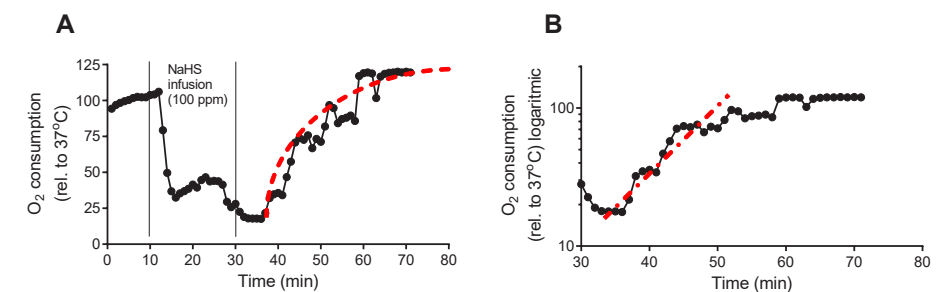 A
O2 consumption
(rel. to 37oC)
125
100
75
50
25
0
NaHS
infusion
(100 ppm)
0 10 20 30 40 50 60 70 80
Time (min)
B
O2 consumption
(rel. to 37oC) logaritmic
100
10
30 40 50 60 70 80
Time (min)